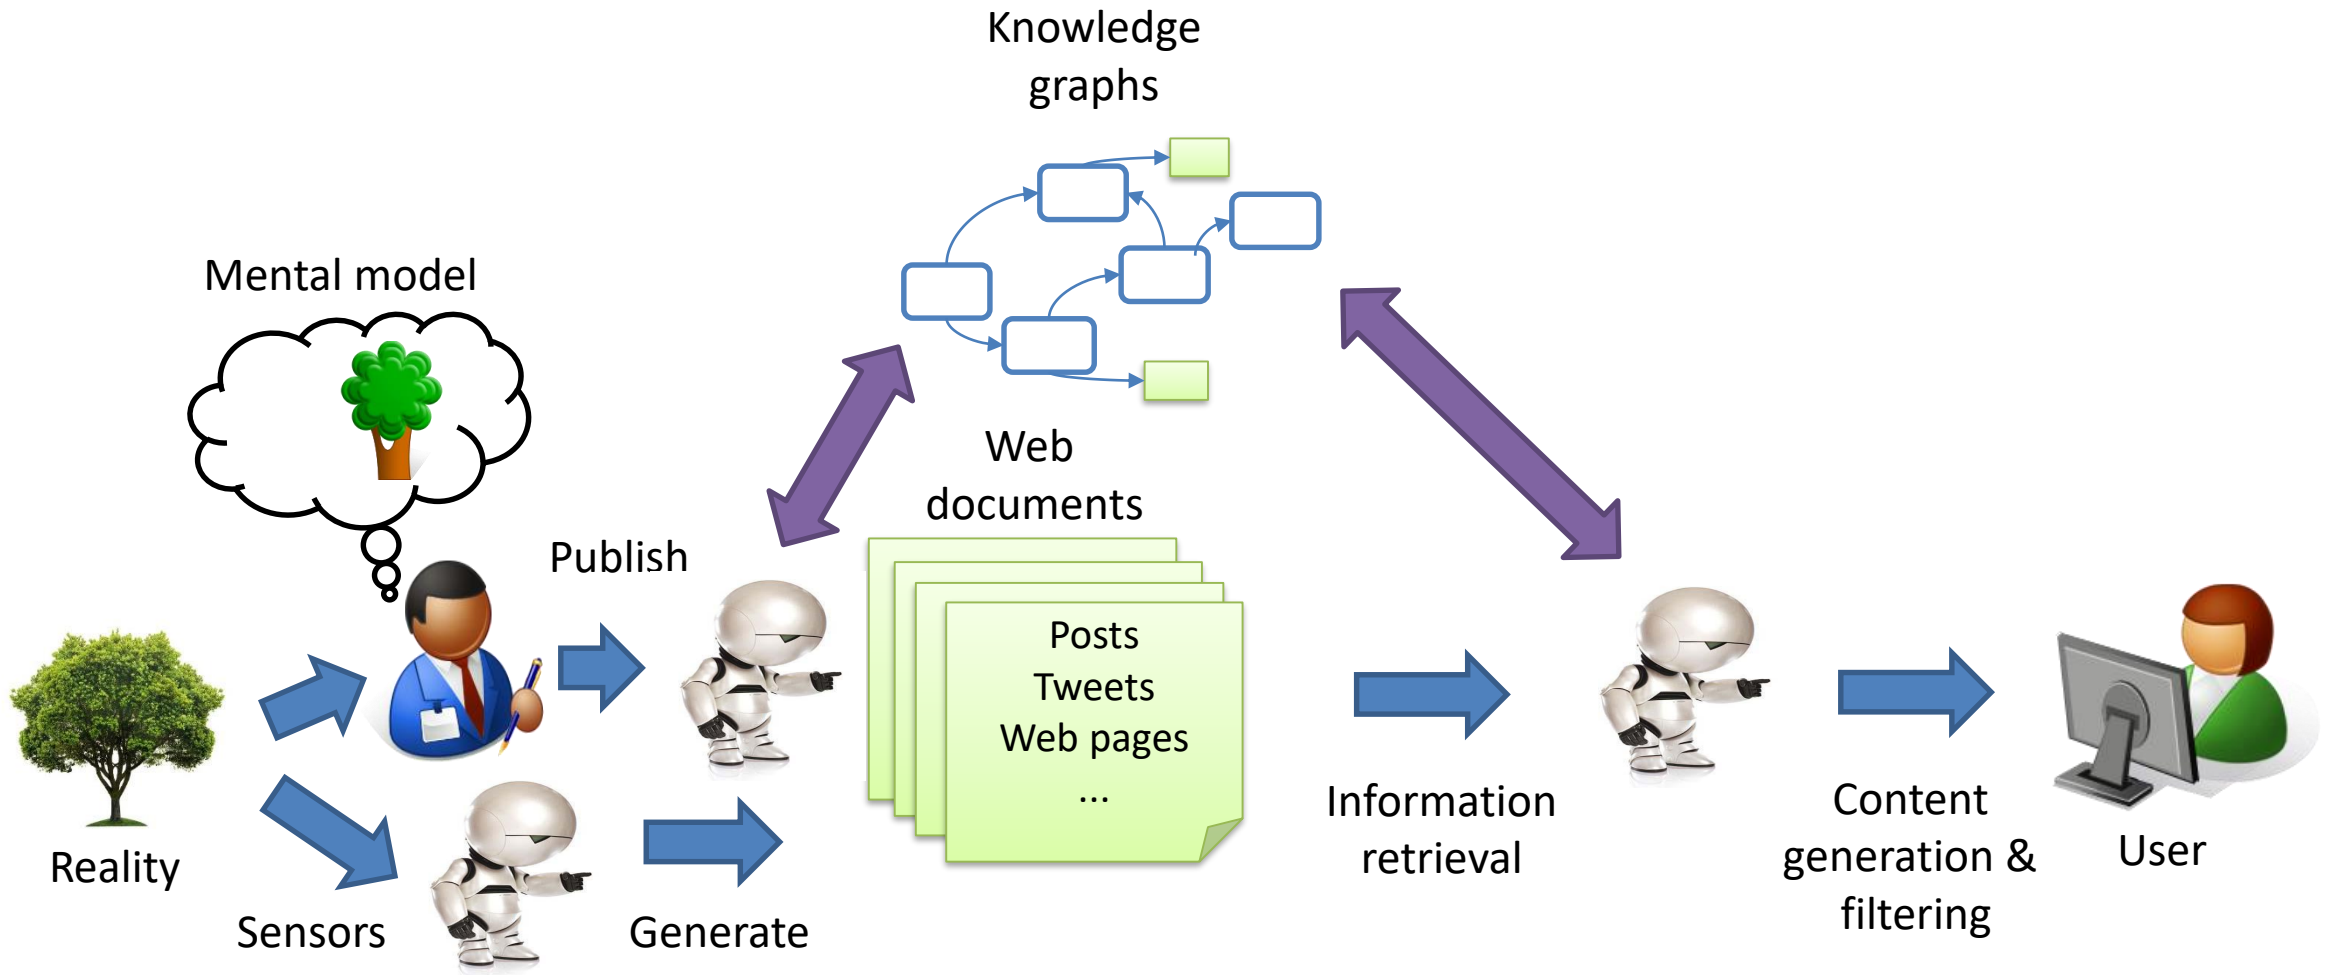 Knowledge
graphs
Mental model
Web
documents
Publish
Posts
Tweets
Web pages
...
Reality
Sensors
Generate
Information
retrieval
Content
generation &
filtering
User